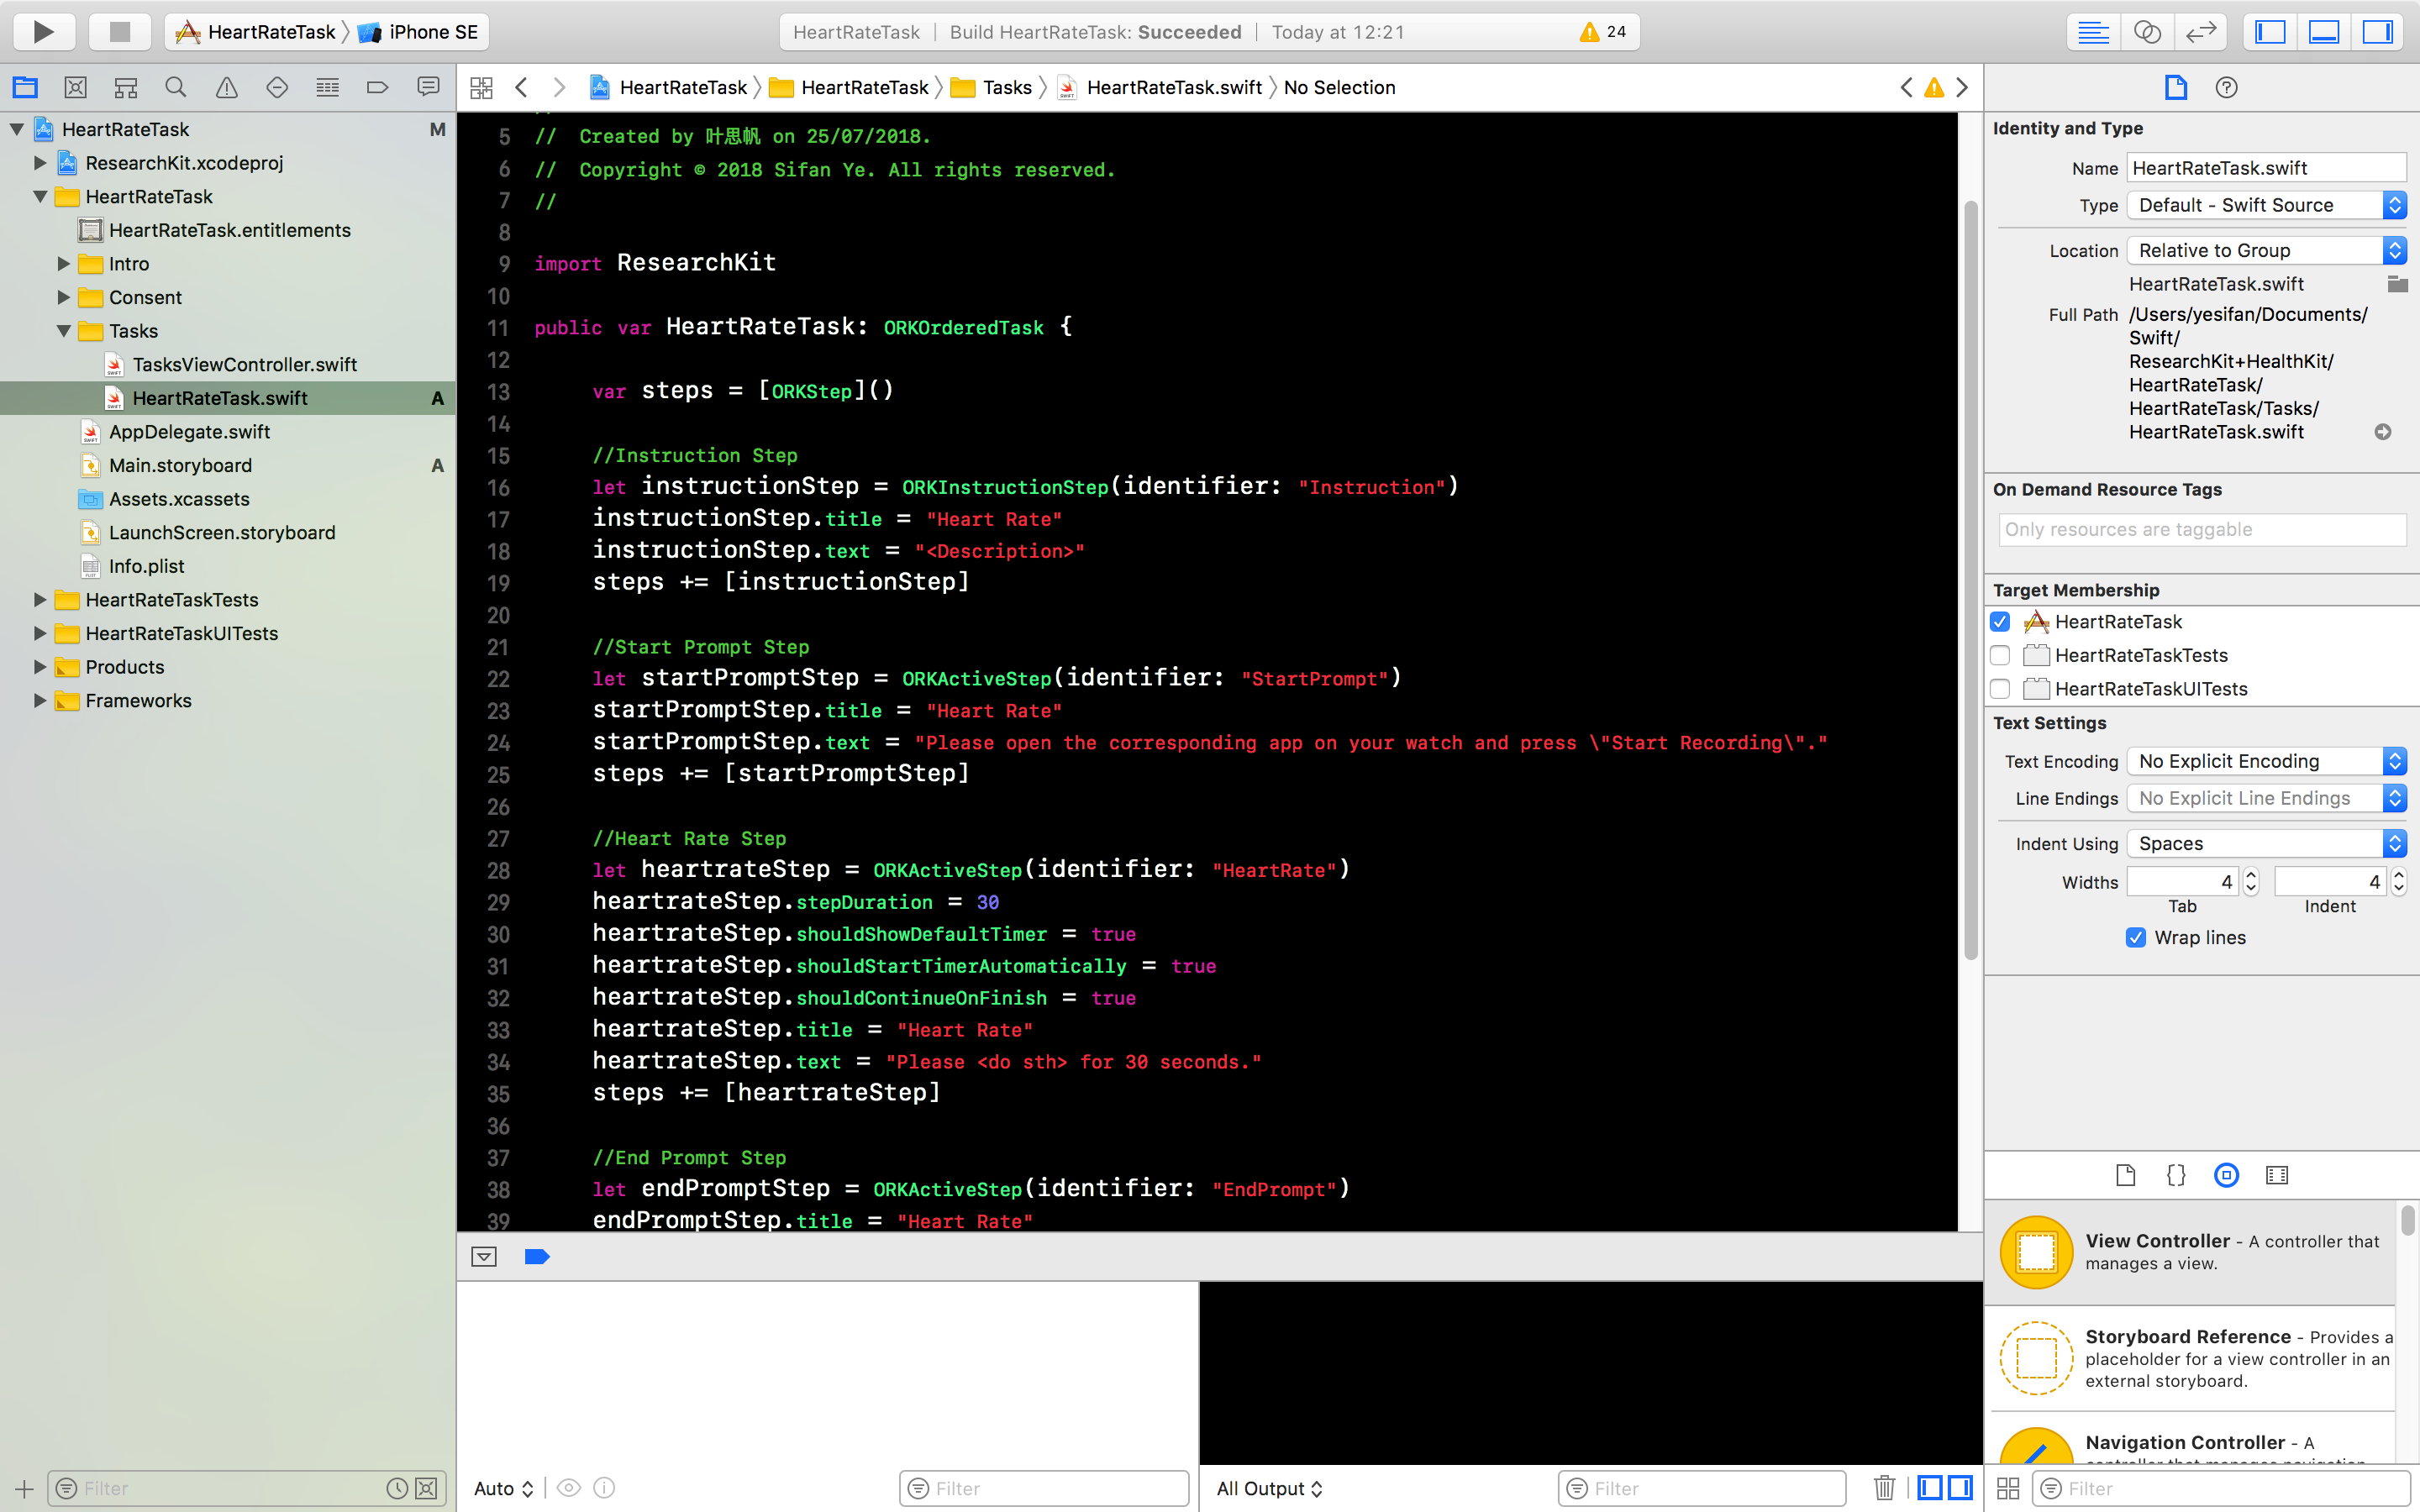 HeartRateTask iPhone SE
HeartRateTask Build HeartRateTask: Succeeded Today at 12:21 24
HeartRateTask HeartRateTask Tasks HeartRateTask.swift No Selection
HeartRateTask M
ResearchKit.xcodeproj
HeartRateTask
HeartRateTask.entitlements
Intro
Consent
Tasks
TasksViewController.swift
HeartRateTask.swift A
AppDelegate.swift
Main.storyboard A
Assets.xcassets
LaunchScreen.storyboard
Info.plist
HeartRateTaskTests
HeartRateTaskUITests
Products
Frameworks
Filter
5 //  Created by 叶思帆 on 25/07/2018.
6 //  Copyright © 2018 Sifan Ye. All rights reserved.
7 //
8
9 import ResearchKit
10
11 public var HeartRateTask: ORKOrderedTask {
12
13 var steps = [ORKStep]()
14
15 //Instruction Step
16 let instructionStep = ORKInstructionStep(identifier: "Instruction")
17 instructionStep.title = "Heart Rate"
18 instructionStep.text = "<Description>"
19 steps += [instructionStep]
20
21 //Start Prompt Step
22 let startPromptStep = ORKActiveStep(identifier: "StartPrompt")
23 startPromptStep.title = "Heart Rate"
24 startPromptStep.text = "Please open the corresponding app on your watch and press \"Start Recording\"."
25 steps += [startPromptStep]
26
27 //Heart Rate Step
28 let heartrateStep = ORKActiveStep(identifier: "HeartRate")
29 heartrateStep.stepDuration = 30
30 heartrateStep.shouldShowDefaultTimer = true
31 heartrateStep.shouldStartTimerAutomatically = true
32 heartrateStep.shouldContinueOnFinish = true
33 heartrateStep.title = "Heart Rate"
34 heartrateStep.text = "Please <do sth> for 30 seconds."
35 steps += [heartrateStep]
36
37 //End Prompt Step
38 let endPromptStep = ORKActiveStep(identifier: "EndPrompt")
39 endPromptStep.title = "Heart Rate"
Auto
Filter
All Output
Filter
Identity and Type
Name HeartRateTask.swift
Type Default - Swift Source
Location Relative to Group
HeartRateTask.swift
Full Path /Users/yesifan/Documents/
Swift/
ResearchKit+HealthKit/
HeartRateTask/
HeartRateTask/Tasks/
HeartRateTask.swift
On Demand Resource Tags
Only resources are taggable
Target Membership
HeartRateTask
HeartRateTaskTests
HeartRateTaskUITests
Text Settings
Text Encoding No Explicit Encoding
Line Endings No Explicit Line Endings
Indent Using Spaces
Widths 4 4
Tab Indent
Wrap lines
View Controller - A controller that
manages a view.
Storyboard Reference - Provides a
placeholder for a view controller in an
external storyboard.
Navigation Controller - A
Filter